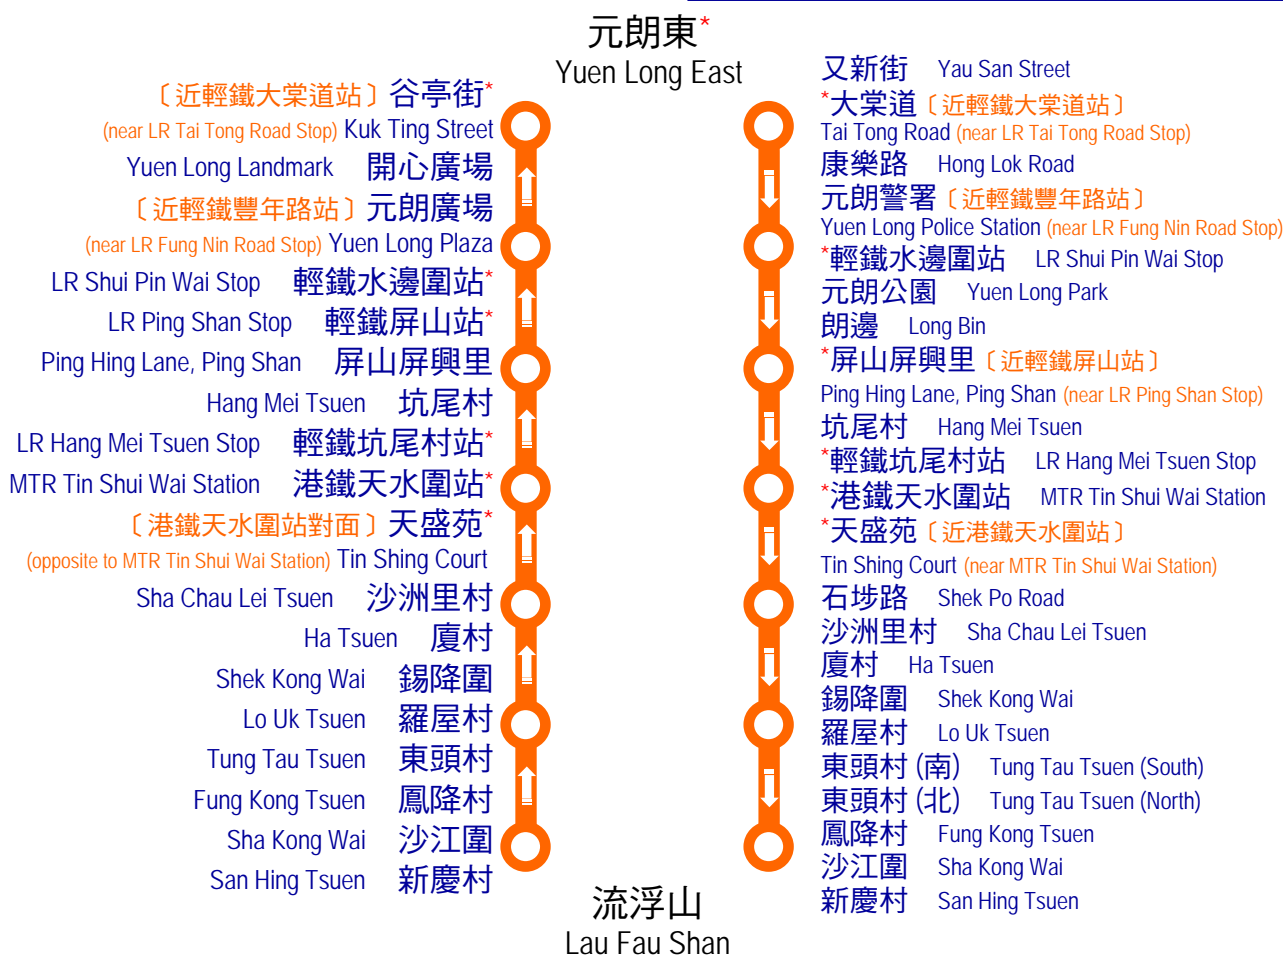 元朗東*
Yuen Long East
〔近輕鐵大棠道站〕谷亭街*
(near LR Tai Tong Road Stop) Kuk Ting Street
Yuen Long Landmark 開心廣場
〔近輕鐵豐年路站〕元朗廣場
(near LR Fung Nin Road Stop) Yuen Long Plaza
LR Shui Pin Wai Stop 輕鐵水邊圍站*
LR Ping Shan Stop 輕鐵屏山站*
Ping Hing Lane, Ping Shan 屏山屏興里
Hang Mei Tsuen 坑尾村
LR Hang Mei Tsuen Stop 輕鐵坑尾村站*
MTR Tin Shui Wai Station 港鐵天水圍站*
〔港鐵天水圍站對面〕天盛苑*
(opposite to MTR Tin Shui Wai Station) Tin Shing Court
Sha Chau Lei Tsuen 沙洲里村
Ha Tsuen 廈村
Shek Kong Wai 錫降圍
Lo Uk Tsuen 羅屋村
Tung Tau Tsuen 東頭村
Fung Kong Tsuen 鳳降村
Sha Kong Wai 沙江圍
San Hing Tsuen 新慶村
又新街 Yau San Street
*大棠道〔近輕鐵大棠道站〕
Tai Tong Road (near LR Tai Tong Road Stop)
康樂路 Hong Lok Road
元朗警署〔近輕鐵豐年路站〕
Yuen Long Police Station (near LR Fung Nin Road Stop)
*輕鐵水邊圍站 LR Shui Pin Wai Stop
元朗公園 Yuen Long Park
朗邊 Long Bin
*屏山屏興里〔近輕鐵屏山站〕
Ping Hing Lane, Ping Shan (near LR Ping Shan Stop)
坑尾村 Hang Mei Tsuen
*輕鐵坑尾村站 LR Hang Mei Tsuen Stop
*港鐵天水圍站 MTR Tin Shui Wai Station
*天盛苑〔近港鐵天水圍站〕
Tin Shing Court (near MTR Tin Shui Wai Station)
石埗路 Shek Po Road
沙洲里村 Sha Chau Lei Tsuen
廈村 Ha Tsuen
錫降圍 Shek Kong Wai
羅屋村 Lo Uk Tsuen
東頭村 (南) Tung Tau Tsuen (South)
東頭村 (北) Tung Tau Tsuen (North)
鳳降村 Fung Kong Tsuen
沙江圍 Sha Kong Wai
新慶村 San Hing Tsuen
流浮山
Lau Fau Shan